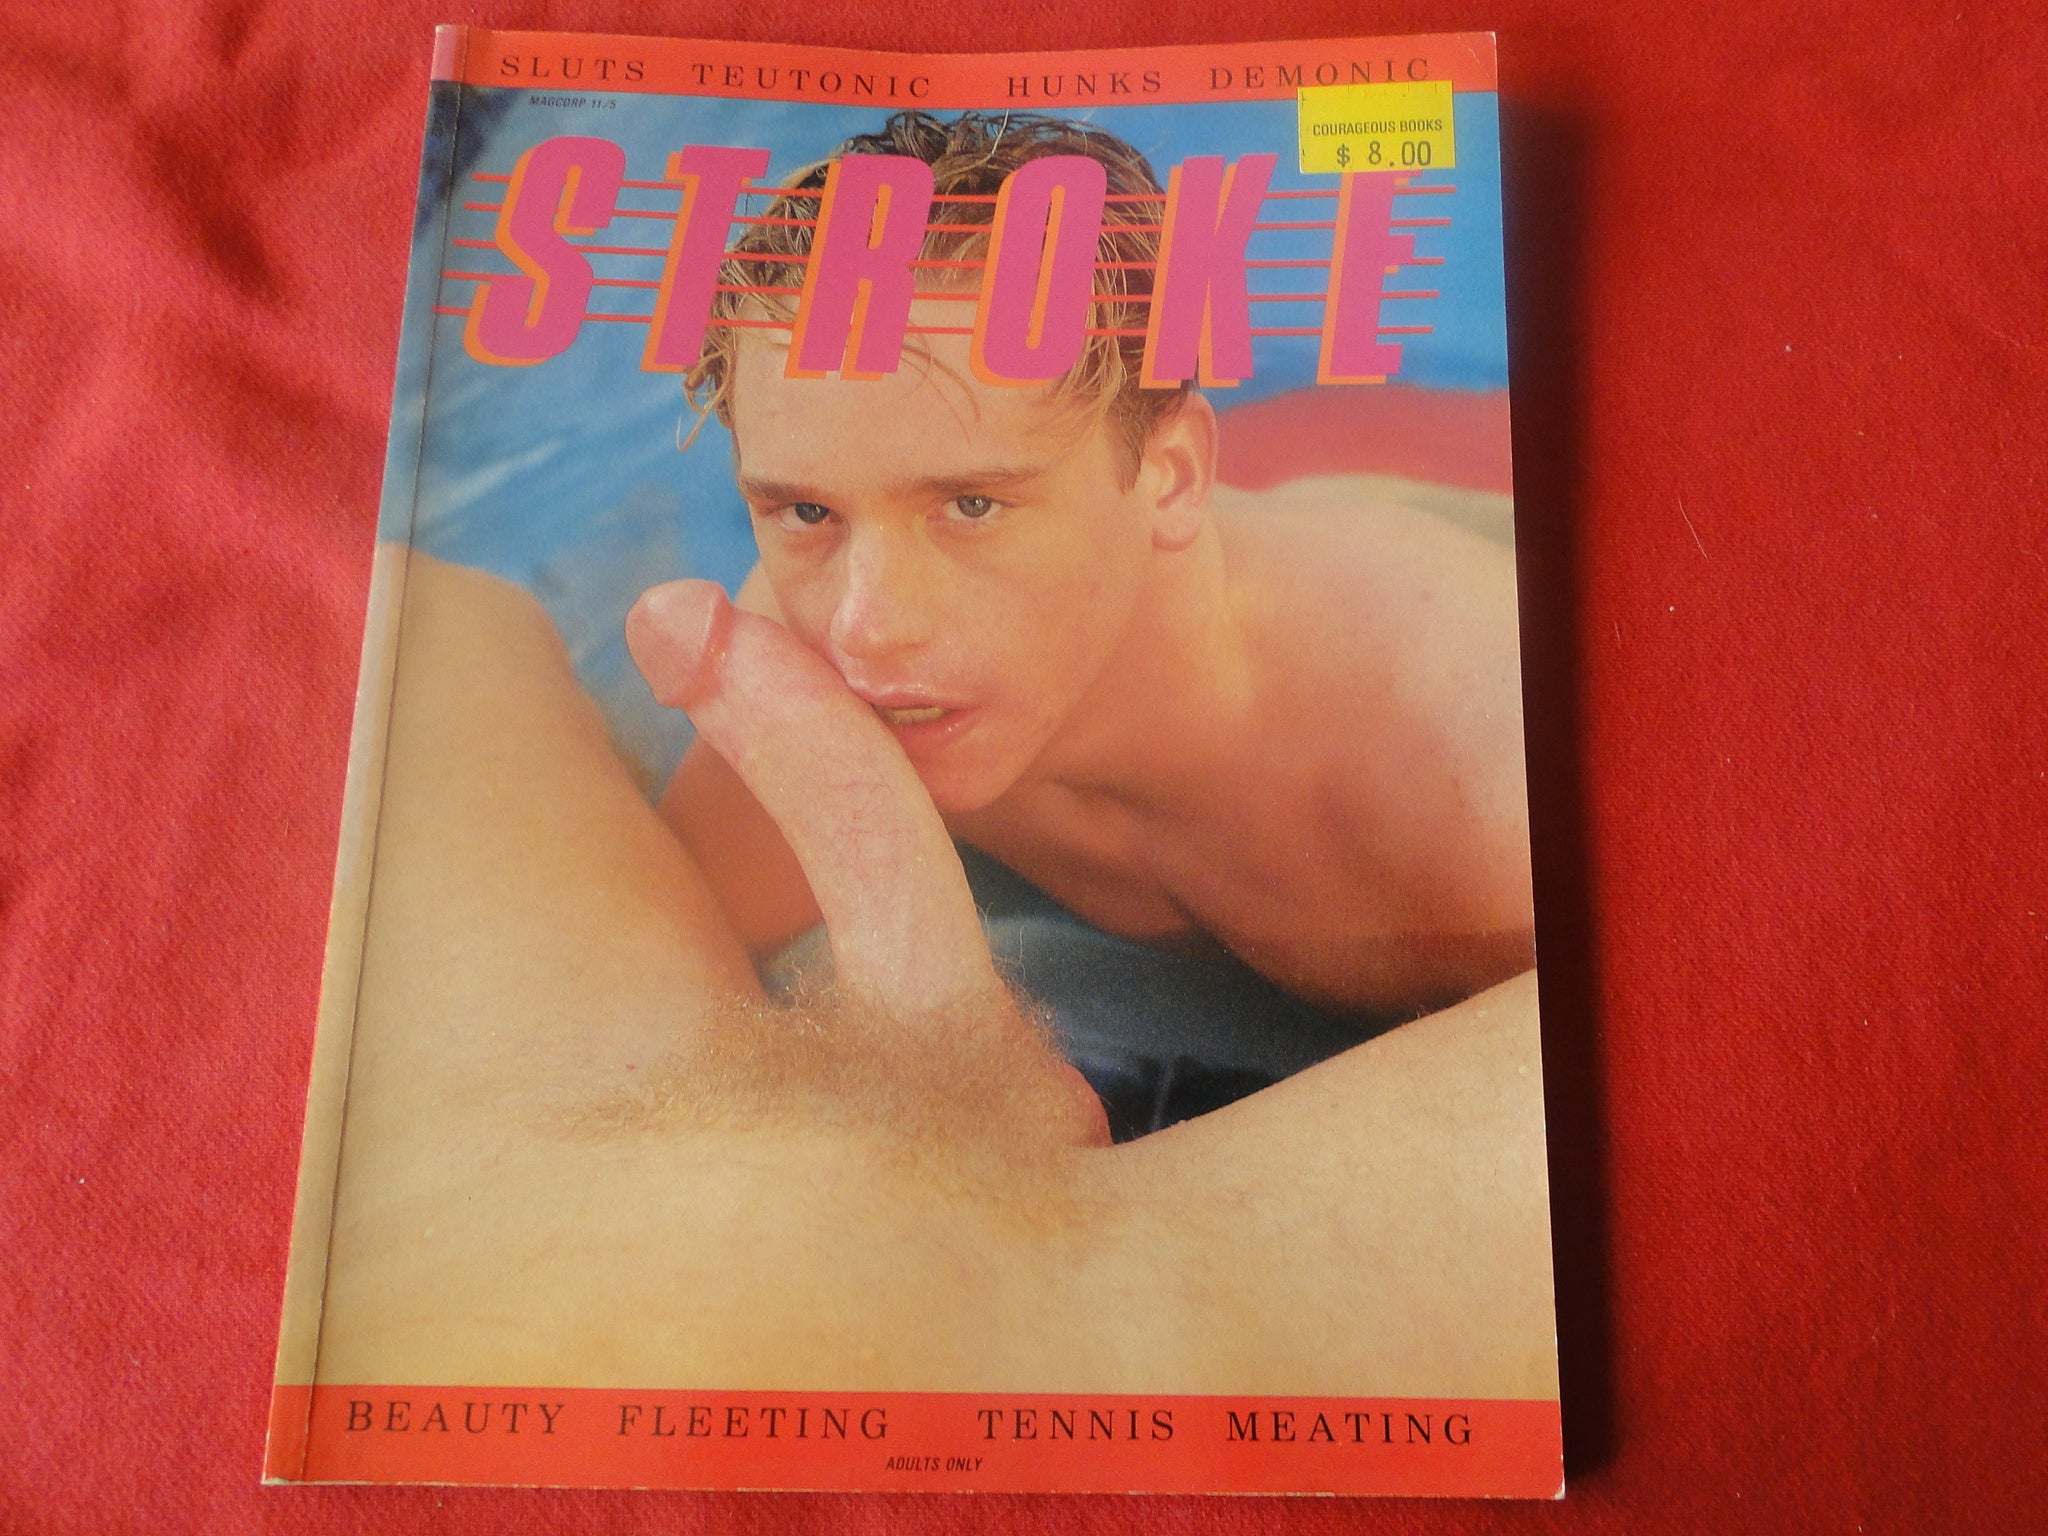 SLUTS TEUTONIC HUNKS DEMONIC
MAGCORP 11/5
COURAGEOUS BOOKS
$ 8.00
STROKE
BEAUTY FLEETING TENNIS MEATING
ADULTS ONLY